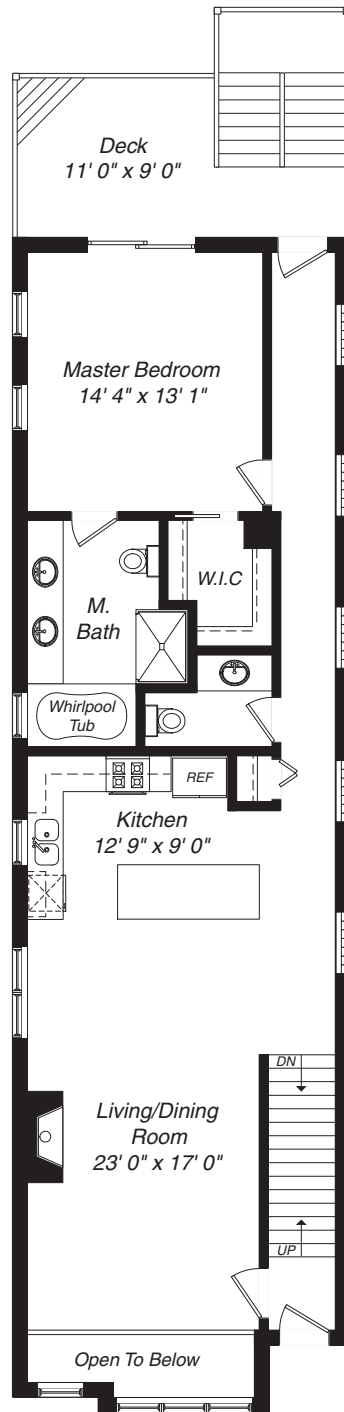 Deck
11' 0" x 9' 0"
Master Bedroom
14' 4" x 13' 1"
W.I.C
M.
Bath
Whirlpool
Tub
REF
Kitchen
12' 9" x 9' 0"
DN
Living/Dining
Room
23' 0" x 17' 0"
UP
Open To Below